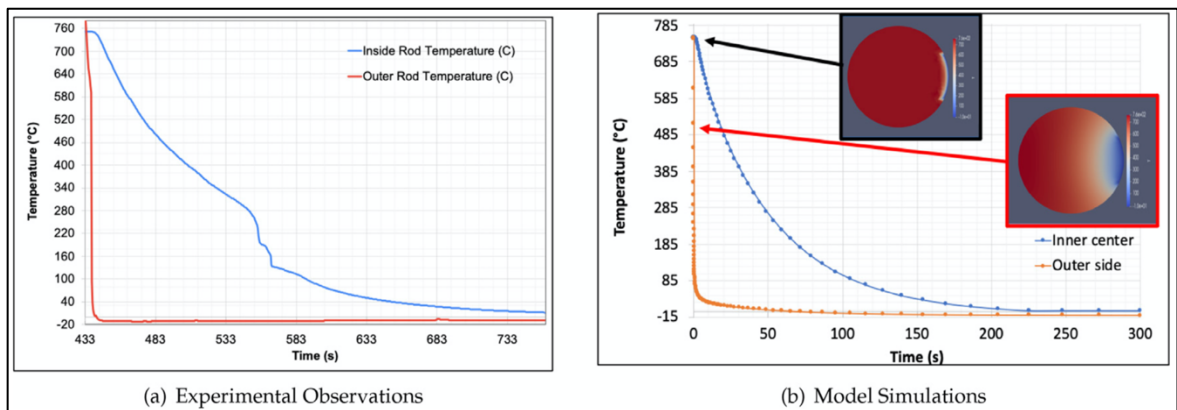 760
700
640
580
520
460
400
340
280
220
160
100
40
-20
Temperature (°C)
Inside Rod Temperature (C)
Outer Rod Temperature (C)
433 483 533 583 633 683 733
Time (s)
(a) Experimental Observations
785
685
585
485
385
285
185
85
-15
Temperature (°C)
Inner center
Outer side
0 50 100 150 200 250 300
Time (s)
(b) Model Simulations